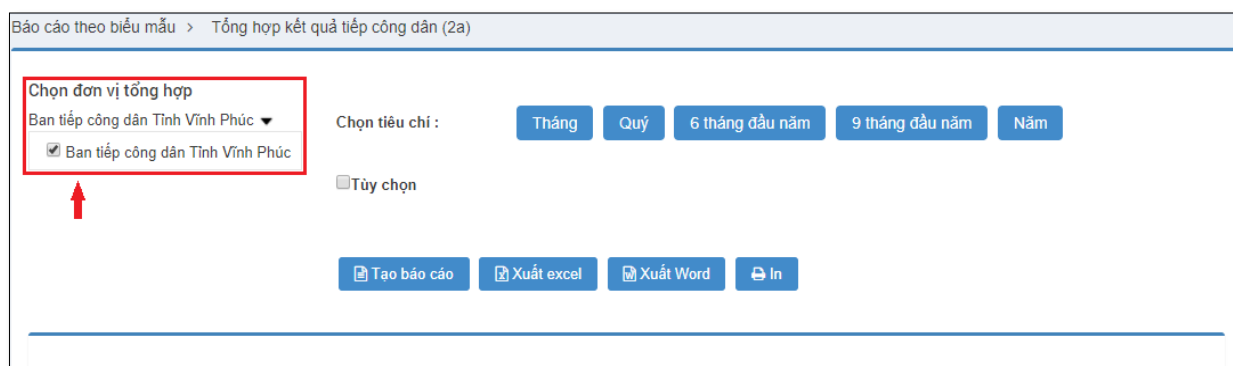 Báo cáo theo biểu mẫu > Tổng hợp kết quả tiếp công dân (2a)
Chọn đơn vị tổng hợp
Ban tiếp công dân Tỉnh Vĩnh Phúc
Ban tiếp công dân Tỉnh Vĩnh Phúc
Chọn tiêu chí : Tháng Quý 6 tháng đầu năm 9 tháng đầu năm Năm
Tùy chọn
Tạo báo cáo Xuất excel Xuất Word In